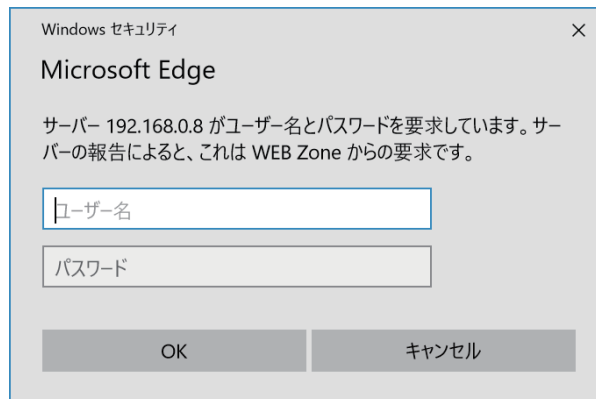 Windows セキュリティ
Microsoft Edge
サーバー 192.168.0.8 がユーザー名とパスワードを要求しています。サー
バーの報告によると、これは WEB Zone からの要求です。
ユーザー名
パスワード
OK
キャンセル